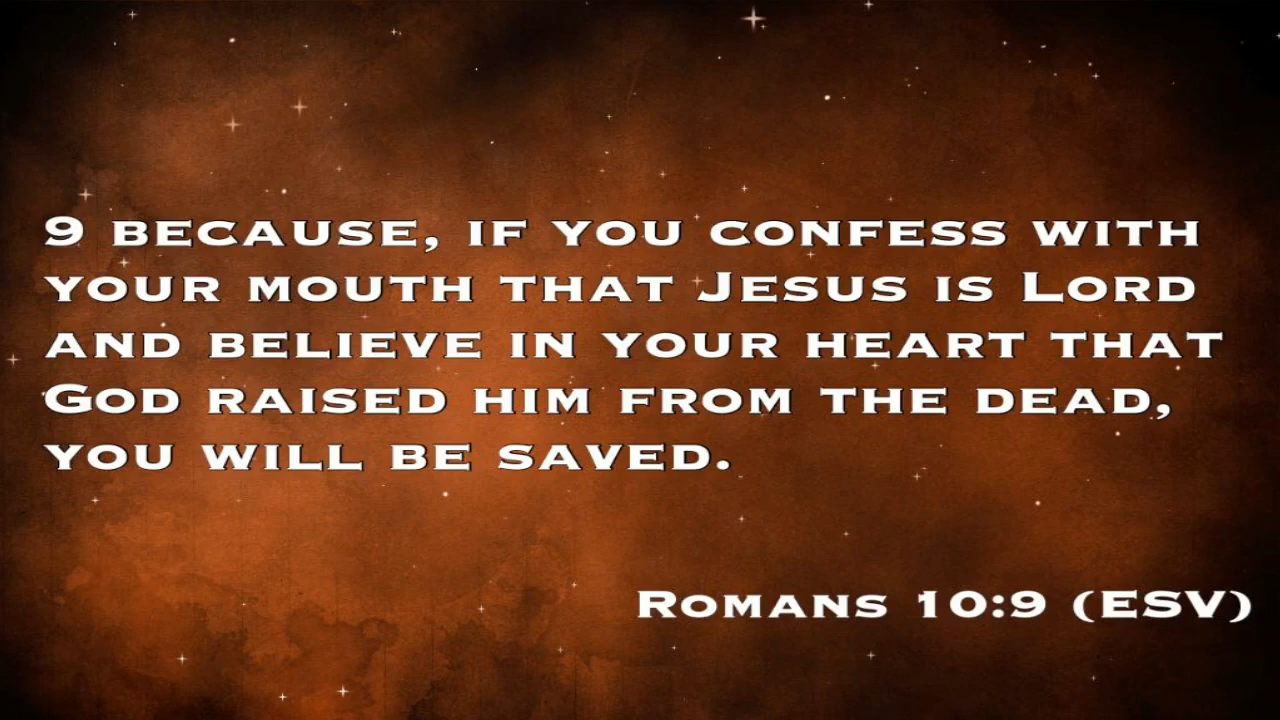 9 because, if you confess with
your mouth that Jesus is Lord
and believe in your heart that
God raised him from the dead,
you will be saved.
Romans 10:9 (ESV)